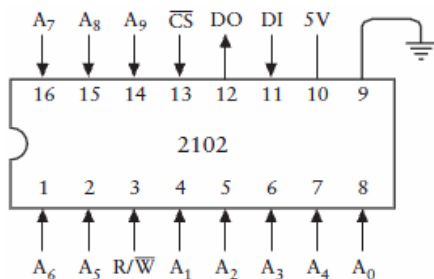 A₇ A₈ A₉ C̅S̅ DO DI 5V
16 15 14 13 12 11 10 9
2102
1 2 3 4 5 6 7 8
A₆ A₅ R/W̅ A₁ A₂ A₃ A₄ A₀